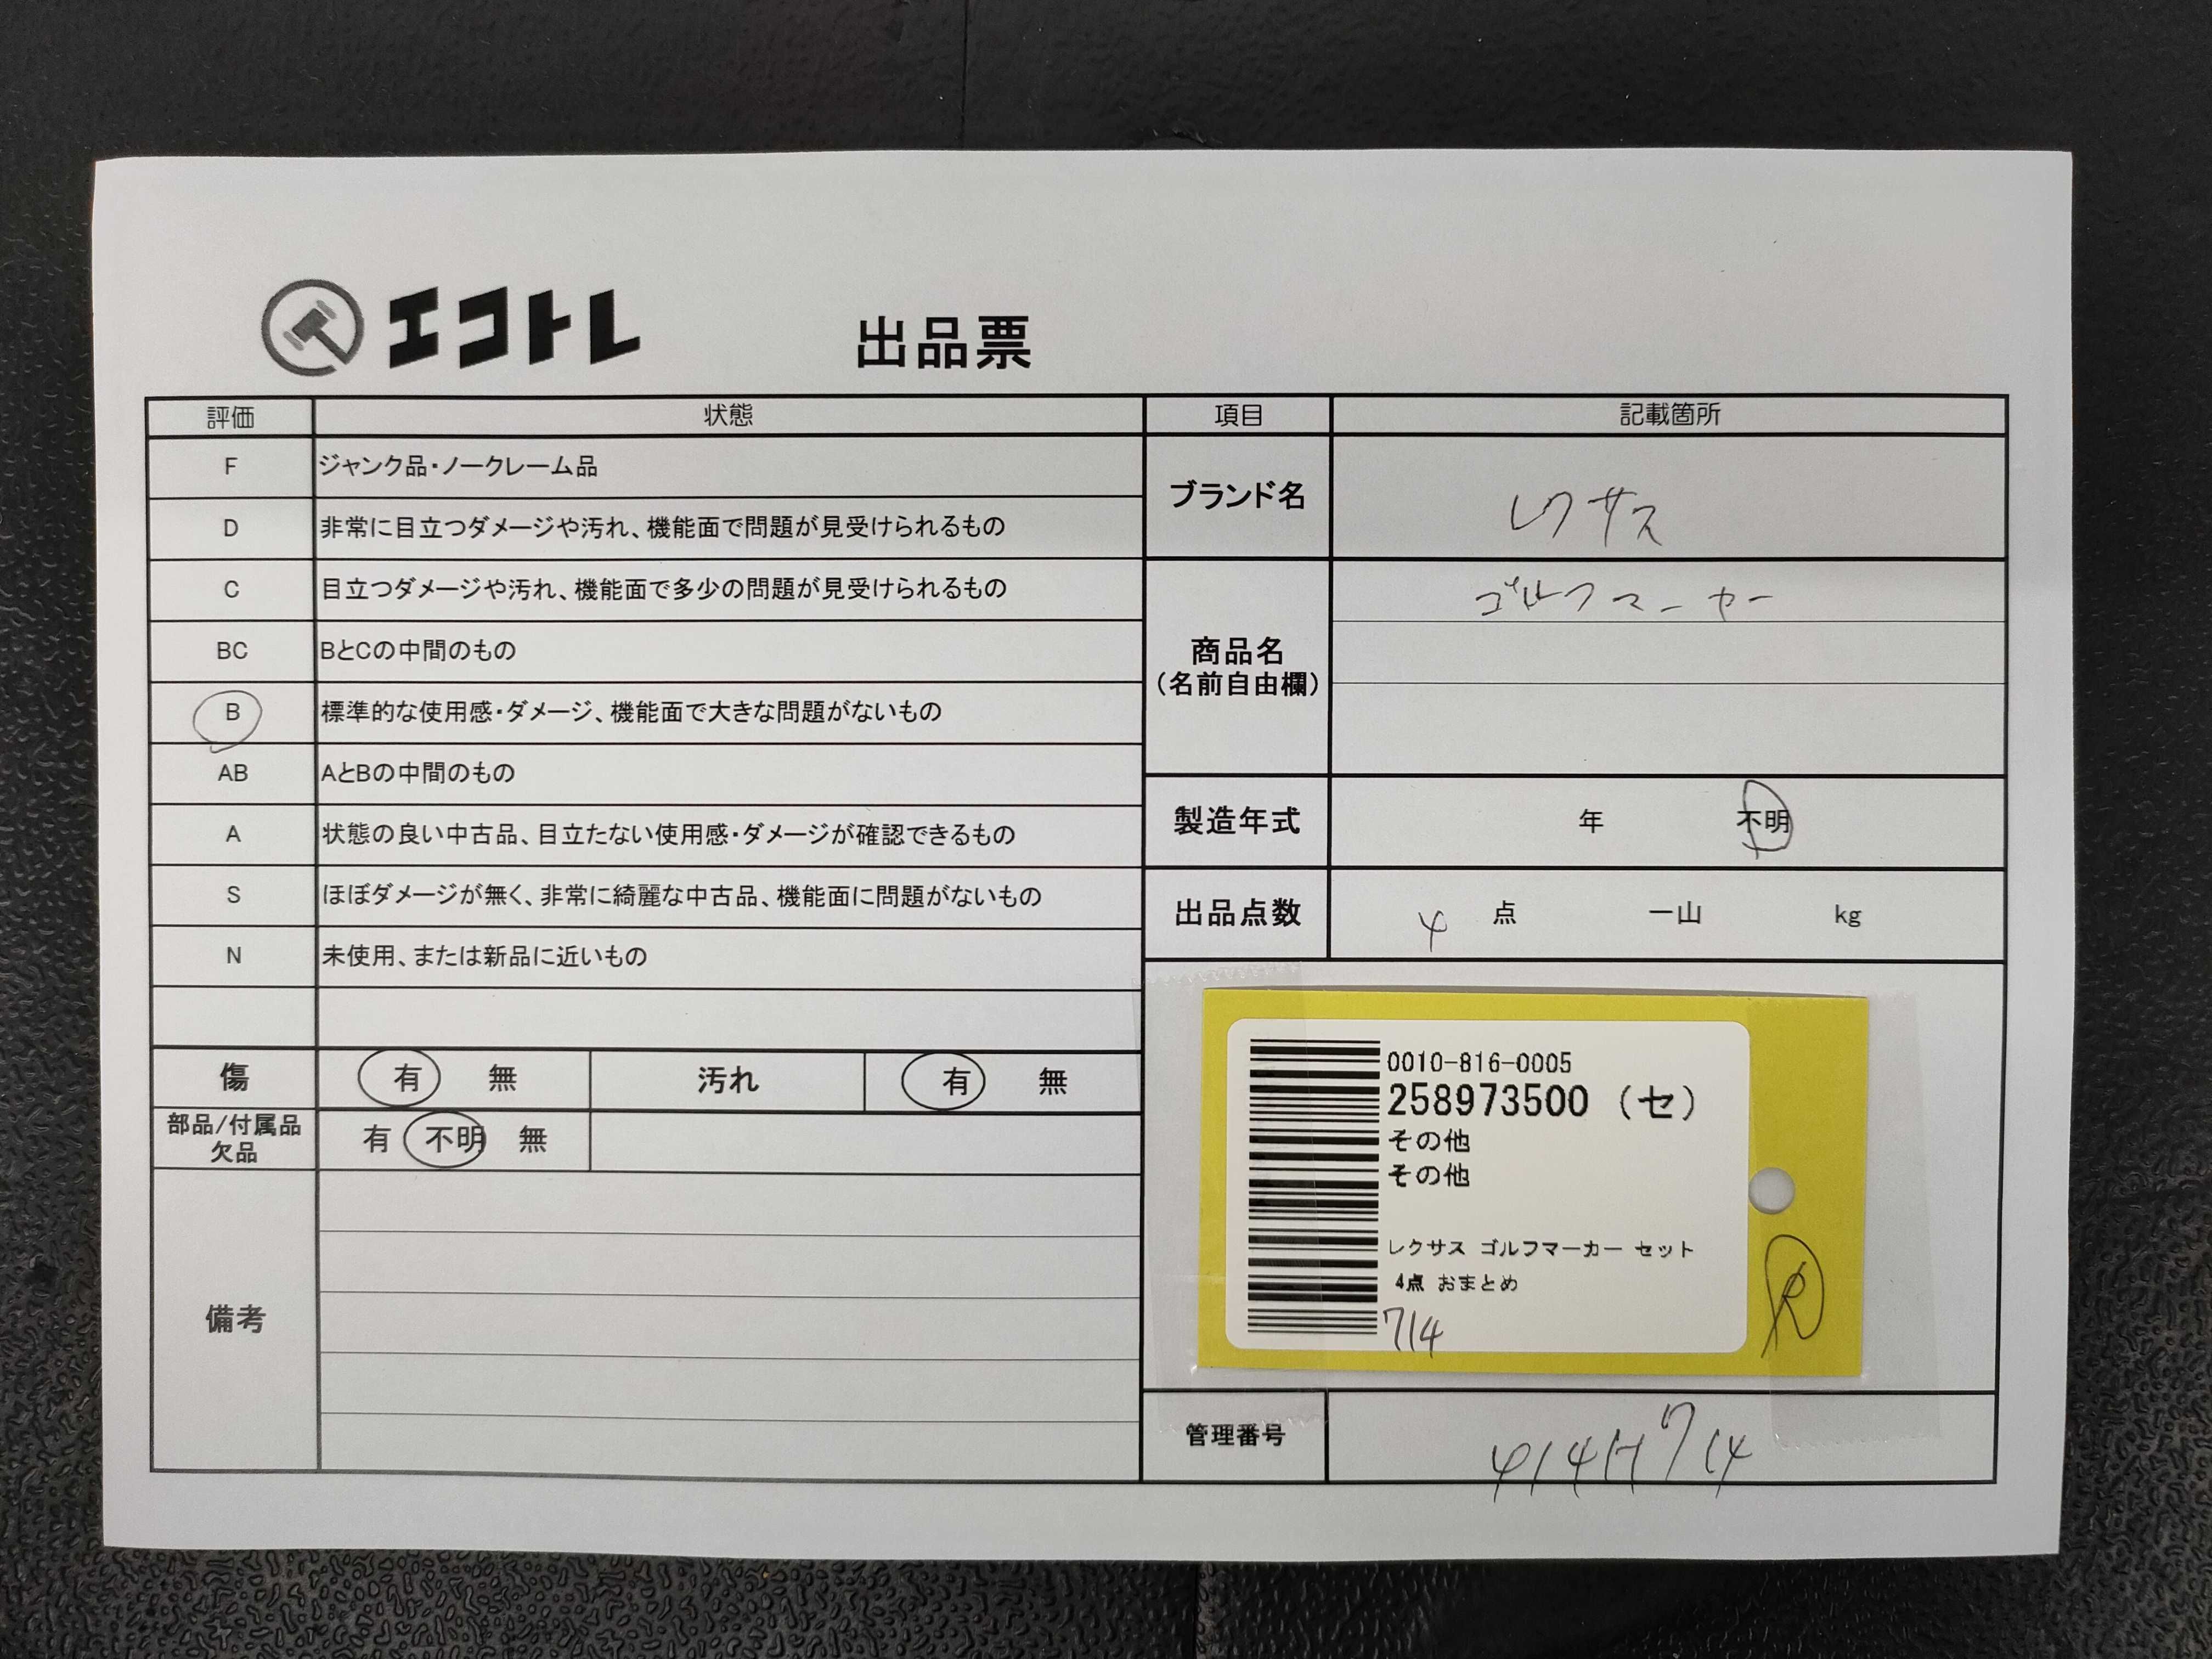 エコトレ 出品票
評価 状態
F ジャンク品・ノークレーム品
D 非常に目立つダメージや汚れ、機能面で問題が見受けられるもの
C 目立つダメージや汚れ、機能面で多少の問題が見受けられるもの
BC BとCの中間のもの
B 標準的な使用感・ダメージ、機能面で大きな問題がないもの
AB AとBの中間のもの
A 状態の良い中古品、目立たない使用感・ダメージが確認できるもの
S ほぼダメージが無く、非常に綺麗な中古品、機能面に問題がないもの
N 未使用、または新品に近いもの
傷 有 無 汚れ 有 無
部品/付属品
欠品
有 不明 無
備考
項目 記載箇所
ブランド名 レクサス
商品名
(名前自由欄)
ゴルフマーカー
製造年式 年 不明
出品点数 4 点 一山 kg
0010-816-0005
258973500 (セ)
その他
その他
レクサス ゴルフマーカー セット
4点 おまとめ
714
R
管理番号